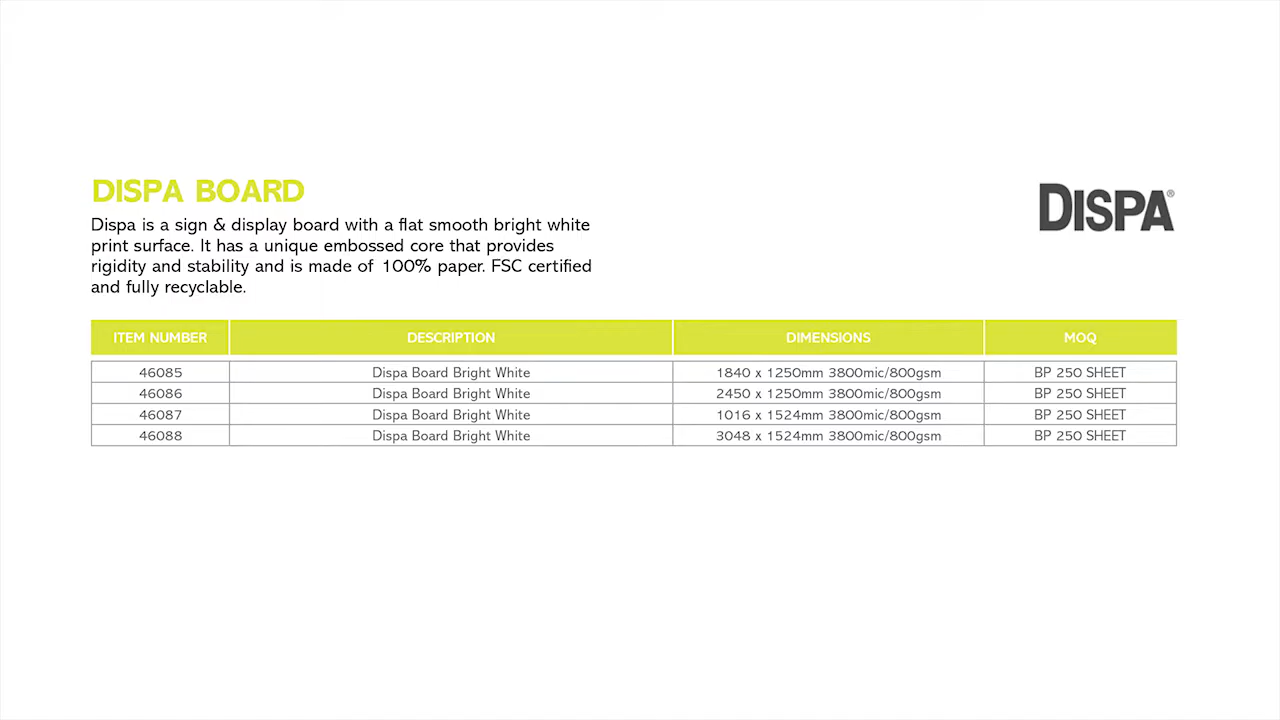 DISPA BOARD
DISPA®
Dispa is a sign & display board with a flat smooth bright white
print surface. It has a unique embossed core that provides
rigidity and stability and is made of 100% paper. FSC certified
and fully recyclable.
ITEM NUMBER DESCRIPTION DIMENSIONS MOQ
46085 Dispa Board Bright White 1840 x 1250mm 3800mic/800gsm BP 250 SHEET
46086 Dispa Board Bright White 2450 x 1250mm 3800mic/800gsm BP 250 SHEET
46087 Dispa Board Bright White 1016 x 1524mm 3800mic/800gsm BP 250 SHEET
46088 Dispa Board Bright White 3048 x 1524mm 3800mic/800gsm BP 250 SHEET